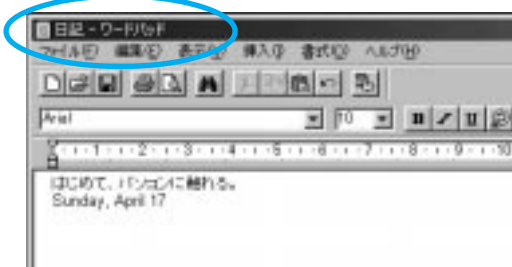 日記 - ワードパッド
ファイル(F) 編集(E) 表示(V) 挿入(I) 書式(O) ヘルプ(H)
Arial 10 B I U
1 2 3 4 5 6 7 8 9 10
はじめて、パソコンに触れる。
Sunday, April 17